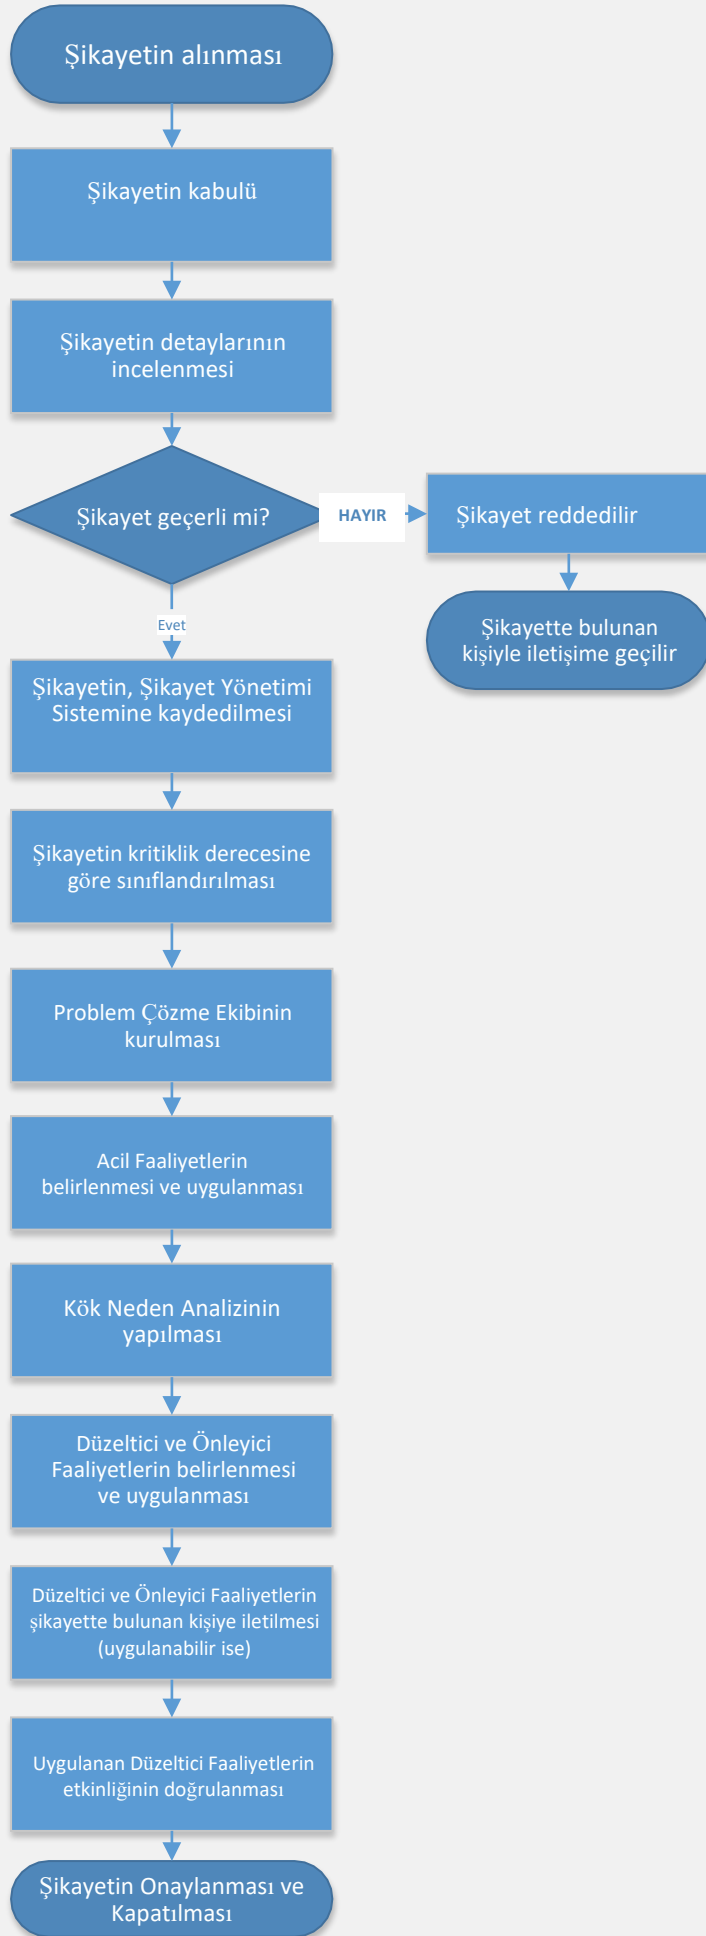 Şikayetin alınması
Şikayetin kabulü
Şikayetin detaylarının
incelenmesi
Şikayet geçerli mi?
HAYIR
Şikayet reddedilir
Şikayette bulunan
kişiyle iletişime geçilir
Evet
Şikayetin, Şikayet Yönetimi
Sistemine kaydedilmesi
Şikayetin kritiklik derecesine
göre sınıflandırılması
Problem Çözme Ekibinin
kurulması
Acil Faaliyetlerin
belirlenmesi ve uygulanması
Kök Neden Analizinin
yapılması
Düzeltici ve Önleyici
Faaliyetlerin belirlenmesi
ve uygulanması
Düzeltici ve Önleyici Faaliyetlerin
şikayette bulunan kişiye iletilmesi
(uygulanabilir ise)
Uygulanan Düzeltici Faaliyetlerin
etkinliğinin doğrulanması
Şikayetin Onaylanması ve
Kapatılması